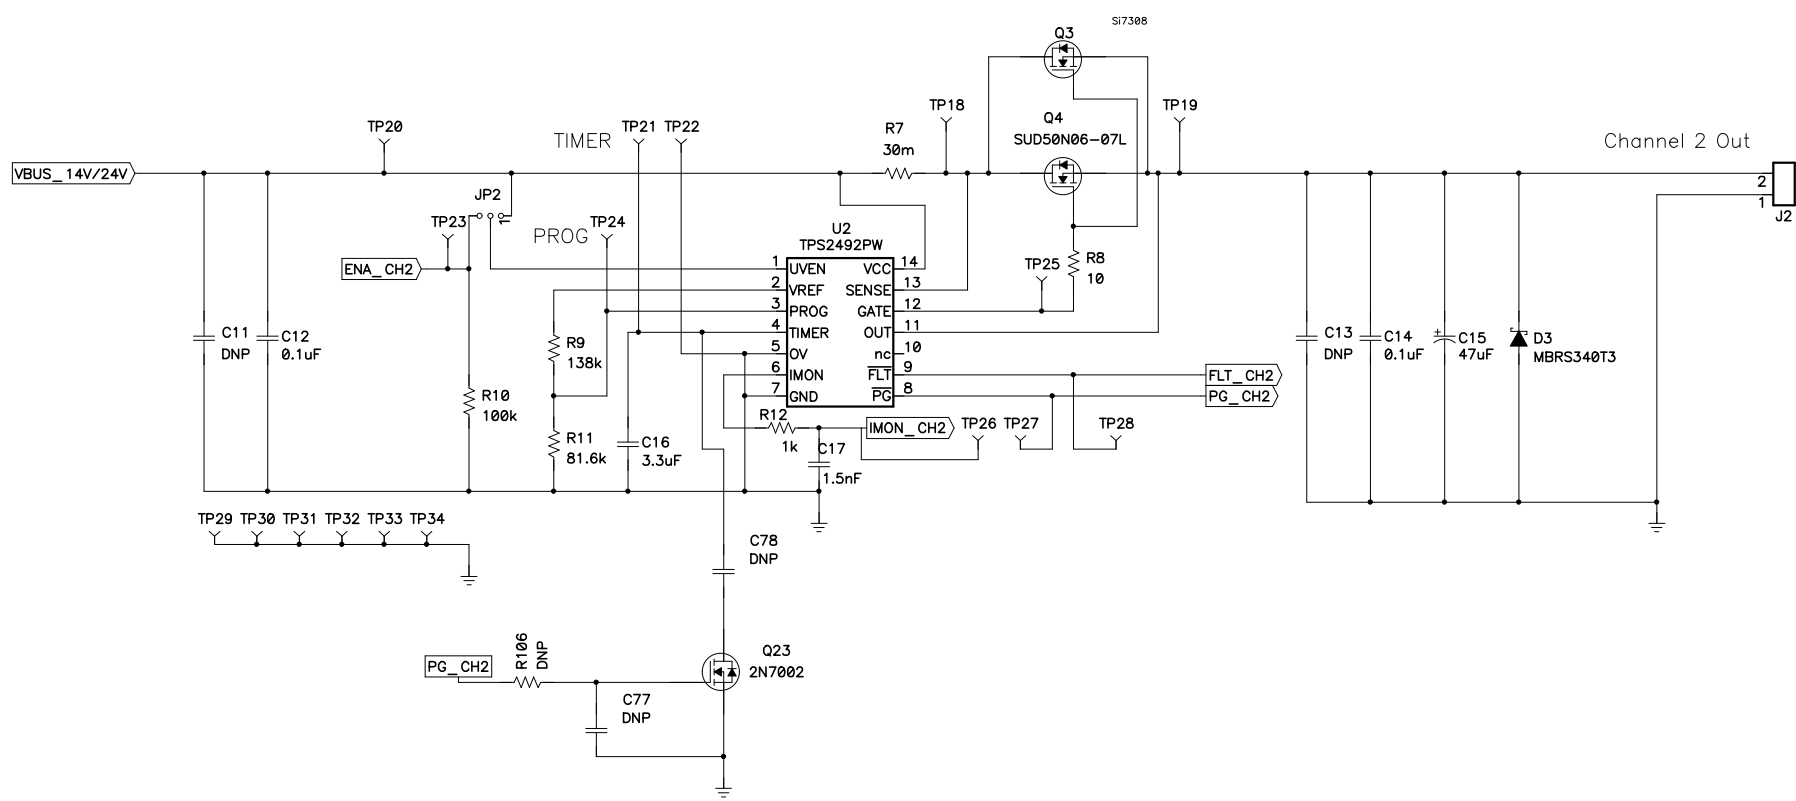 Si7308
Q3
TP18
TP19
Q4
SUD50N06-07L
TP20
TIMER
TP21
TP22
R7
30m
Channel 2 Out
VBUS_14V/24V
2
1
J2
JP2
1
TP23
PROG
TP24
U2
TPS2492PW
ENA_CH2
1
UVEN
VCC
14
2
VREF
SENSE
13
3
PROG
GATE
12
4
TIMER
OUT
11
5
OV
nc
10
6
IMON
FLT
9
7
GND
PG
8
TP25
R8
10
FLT_CH2
PG_CH2
C11
DNP
C12
0.1uF
R9
138k
C13
DNP
C14
0.1uF
+
C15
47uF
D3
MBRS340T3
R10
100k
R12
1k
IMON_CH2
TP26
TP27
TP28
R11
81.6k
C16
3.3uF
C17
1.5nF
TP29
TP30
TP31
TP32
TP33
TP34
C78
DNP
PG_CH2
R106
DNP
Q23
2N7002
C77
DNP